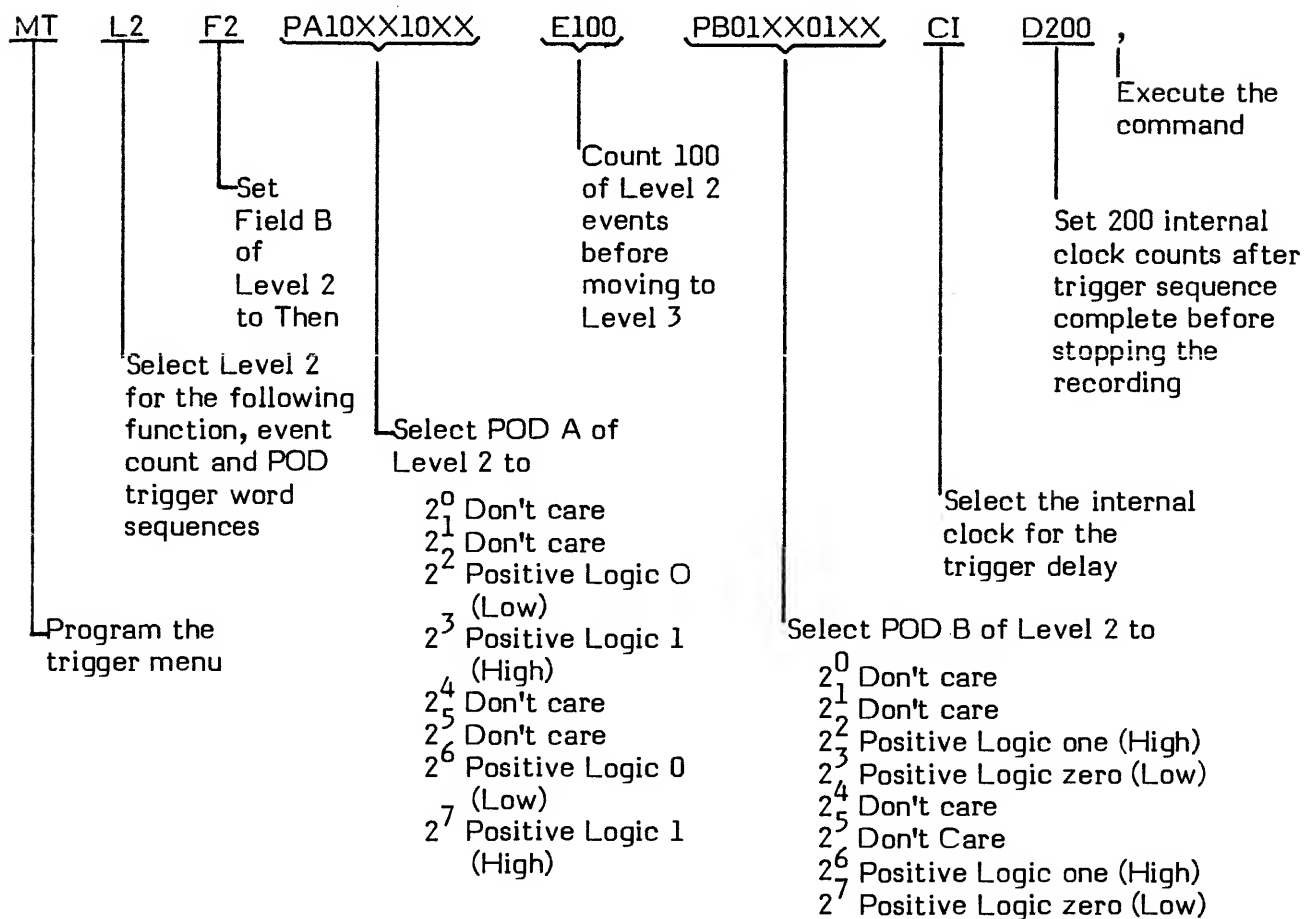 MT L2 F2 PA10XX10XX E100 PB01XX01XX CI D200 ,
Execute the
command
Count 100
of Level 2
events
before
moving to
Level 3
Set
Field B
of
Level 2
to Then
Set 200 internal
clock counts after
trigger sequence
complete before
stopping the
recording
Select Level 2
for the following
function, event
count and POD
trigger word
sequences
Select POD A of
Level 2 to
2⁰ Don't care
2¹ Don't care
2² Positive Logic 0
(Low)
2³ Positive Logic 1
(High)
2⁴ Don't care
2⁵ Don't care
2⁶ Positive Logic 0
(Low)
2⁷ Positive Logic 1
(High)
Select the internal
clock for the
trigger delay
Program the
trigger menu
Select POD B of Level 2 to
2⁰ Don't care
2¹ Don't care
2² Positive Logic one (High)
2³ Positive Logic zero (Low)
2⁴ Don't care
2⁵ Don't Care
2⁶ Positive Logic one (High)
2⁷ Positive Logic zero (Low)